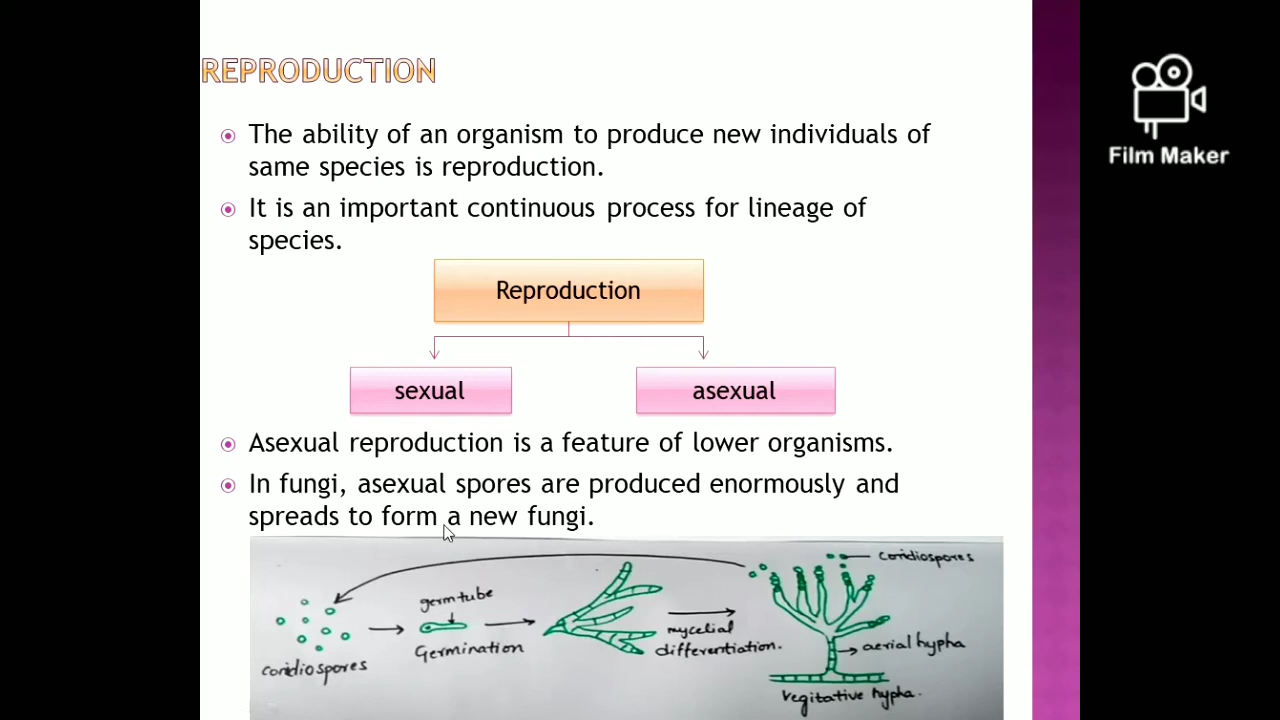 REPRODUCTION
Film Maker
The ability of an organism to produce new individuals of
same species is reproduction.
It is an important continuous process for lineage of
species.
Reproduction
sexual
asexual
Asexual reproduction is a feature of lower organisms.
In fungi, asexual spores are produced enormously and
spreads to form a new fungi.
conidiospores
germ tube
Germination
conidiospores
mycelial
differentiation.
aerial hypha
vegitative hypha.